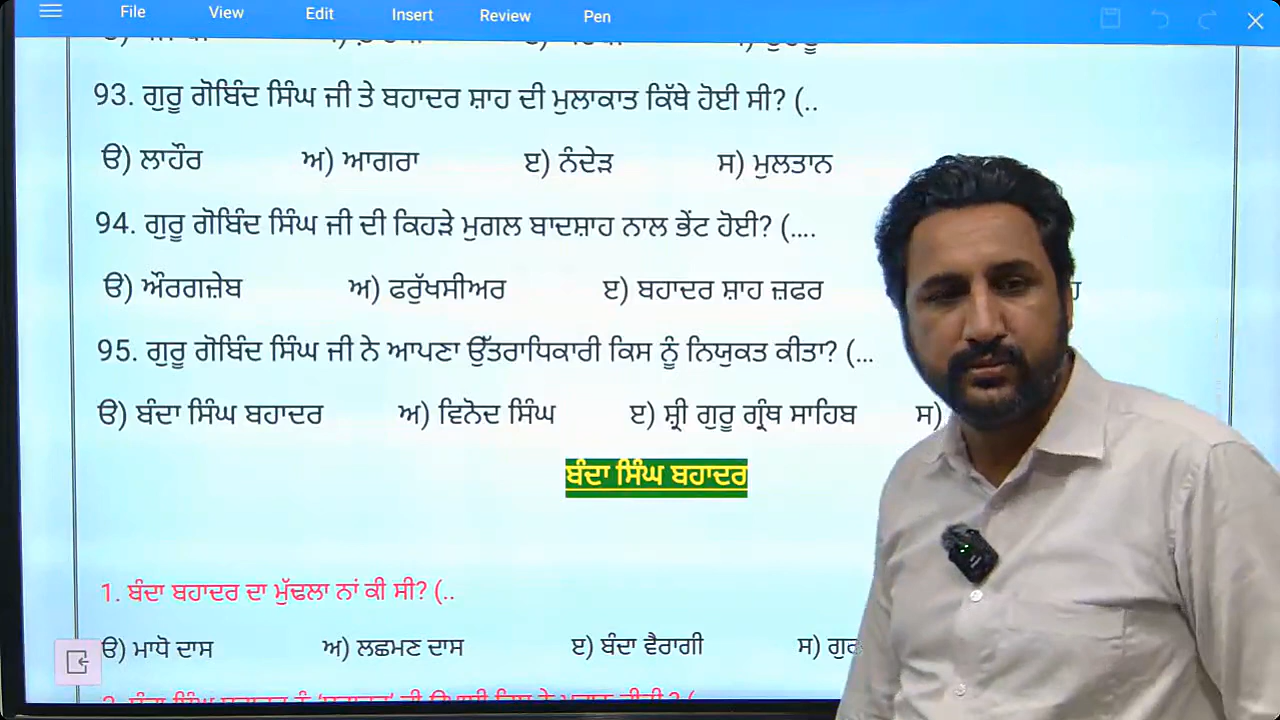 File View Edit Insert Review Pen
93. ਗੁਰੂ ਗੋਬਿੰਦ ਸਿੰਘ ਜੀ ਤੇ ਬਹਾਦਰ ਸ਼ਾਹ ਦੀ ਮੁਲਾਕਾਤ ਕਿੱਥੇ ਹੋਈ ਸੀ? (..
ੳ) ਲਾਹੌਰ ਅ) ਆਗਰਾ ੲ) ਨੰਦੇੜ ਸ) ਮੁਲਤਾਨ
94. ਗੁਰੂ ਗੋਬਿੰਦ ਸਿੰਘ ਜੀ ਦੀ ਕਿਹੜੇ ਮੁਗਲ ਬਾਦਸ਼ਾਹ ਨਾਲ ਭੇਂਟ ਹੋਈ? (....
ੳ) ਔਰਗਜ਼ੇਬ ਅ) ਫਰੁੱਖਸੀਅਰ ੲ) ਬਹਾਦਰ ਸ਼ਾਹ ਜ਼ਫਰ
95. ਗੁਰੂ ਗੋਬਿੰਦ ਸਿੰਘ ਜੀ ਨੇ ਆਪਣਾ ਉੱਤਰਾਧਿਕਾਰੀ ਕਿਸ ਨੂੰ ਨਿਯੁਕਤ ਕੀਤਾ? (...
ੳ) ਬੰਦਾ ਸਿੰਘ ਬਹਾਦਰ ਅ) ਵਿਨੋਦ ਸਿੰਘ ੲ) ਸ਼੍ਰੀ ਗੁਰੂ ਗ੍ਰੰਥ ਸਾਹਿਬ ਸ)
ਬੰਦਾ ਸਿੰਘ ਬਹਾਦਰ
1. ਬੰਦਾ ਬਹਾਦਰ ਦਾ ਮੁੱਢਲਾ ਨਾਂ ਕੀ ਸੀ? (..
ੳ) ਮਾਧੋ ਦਾਸ ਅ) ਲਛਮਣ ਦਾਸ ੲ) ਬੰਦਾ ਵੈਰਾਗੀ ਸ)